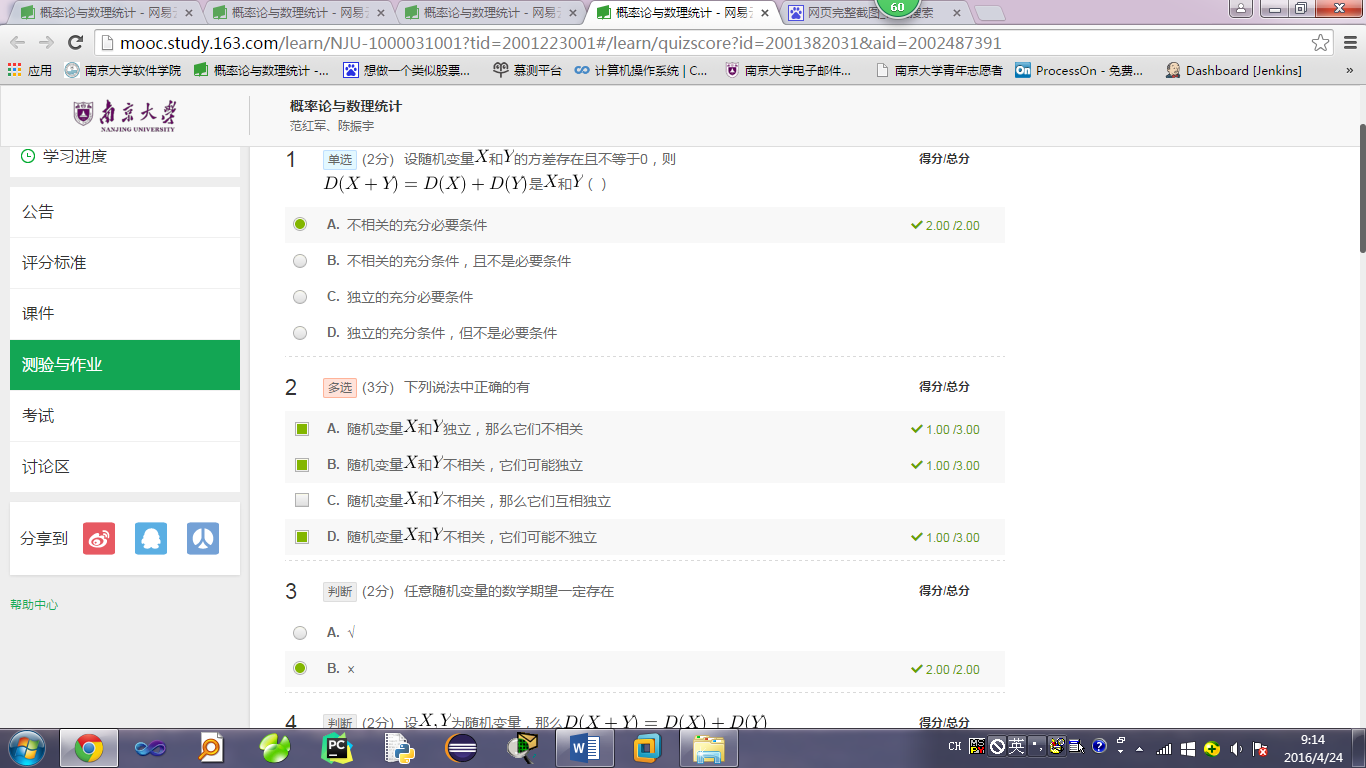 概率论与数理统计 - 网易云
概率论与数理统计 - 网易云
概率论与数理统计 - 网易云
概率论与数理统计 - 网易云
网页完整截图
搜索
60
mooc.study.163.com/learn/NJU-1000031001?tid=2001223001#/learn/quizscore?id=2001382031&aid=2002487391
应用 南京大学软件学院 概率论与数理统计 -... 想做一个类似股票... 慕测平台 计算机操作系统 | C... 南京大学电子邮件... 南京大学青年志愿者 ProcessOn - 免费... Dashboard [Jenkins] »
南京大学
NANJING UNIVERSITY
概率论与数理统计
范红军、陈振宇
学习进度
公告
评分标准
课件
测验与作业
考试
讨论区
分享到
帮助中心
1 单选 (2分) 设随机变量X和Y的方差存在且不等于0，则 得分/总分
D(X + Y) = D(X) + D(Y)是X和Y（ ）
A. 不相关的充分必要条件 2.00 /2.00
B. 不相关的充分条件，且不是必要条件
C. 独立的充分必要条件
D. 独立的充分条件，但不是必要条件
2 多选 (3分) 下列说法中正确的有 得分/总分
A. 随机变量X和Y独立，那么它们不相关 1.00 /3.00
B. 随机变量X和Y不相关，它们可能独立 1.00 /3.00
C. 随机变量X和Y不相关，那么它们互相独立
D. 随机变量X和Y不相关，它们可能不独立 1.00 /3.00
3 判断 (2分) 任意随机变量的数学期望一定存在 得分/总分
A. √
B. × 2.00 /2.00
4 判断 (2分) 设X, Y为随机变量，那么D(X + Y) = D(X) + D(Y) 得分/总分
CH 英
9:14
2016/4/24